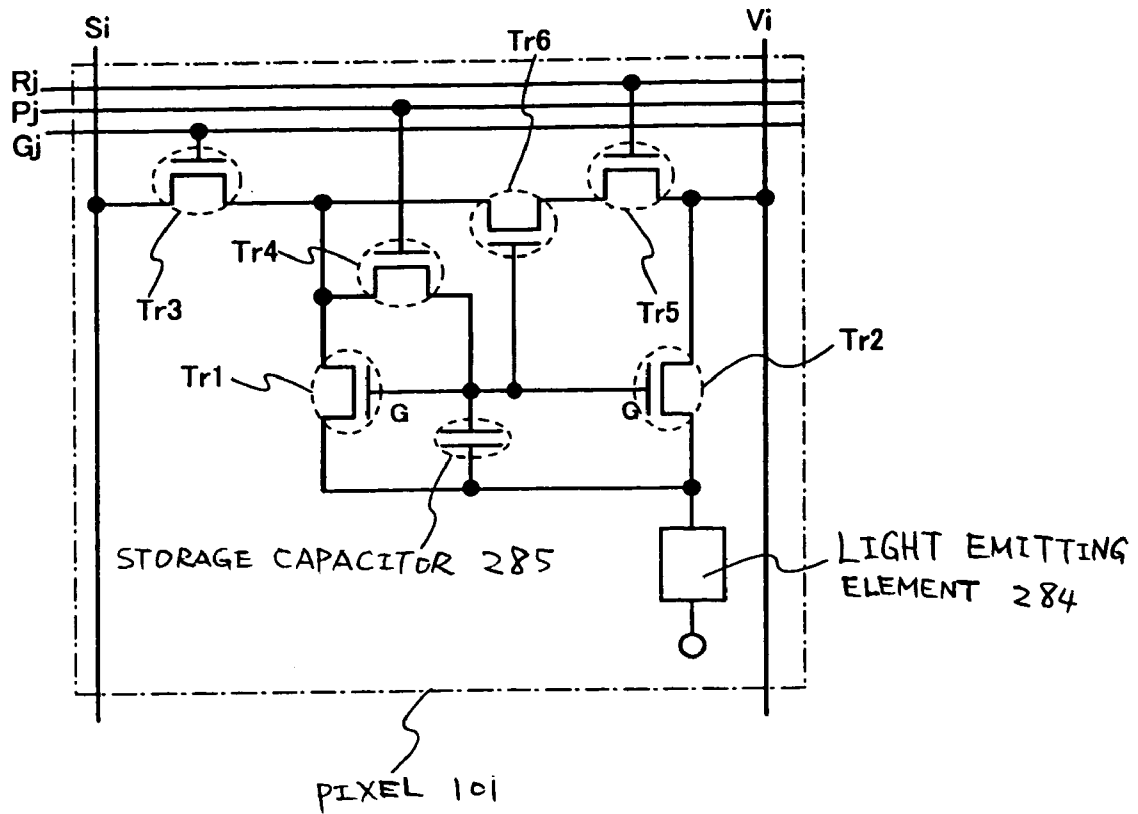 Si
Vi
Tr6
Rj
Pj
Gj
Tr4
Tr3
Tr5
Tr2
Tr1
G
G
STORAGE CAPACITOR 285
LIGHT EMITTING
ELEMENT 284
PIXEL 101